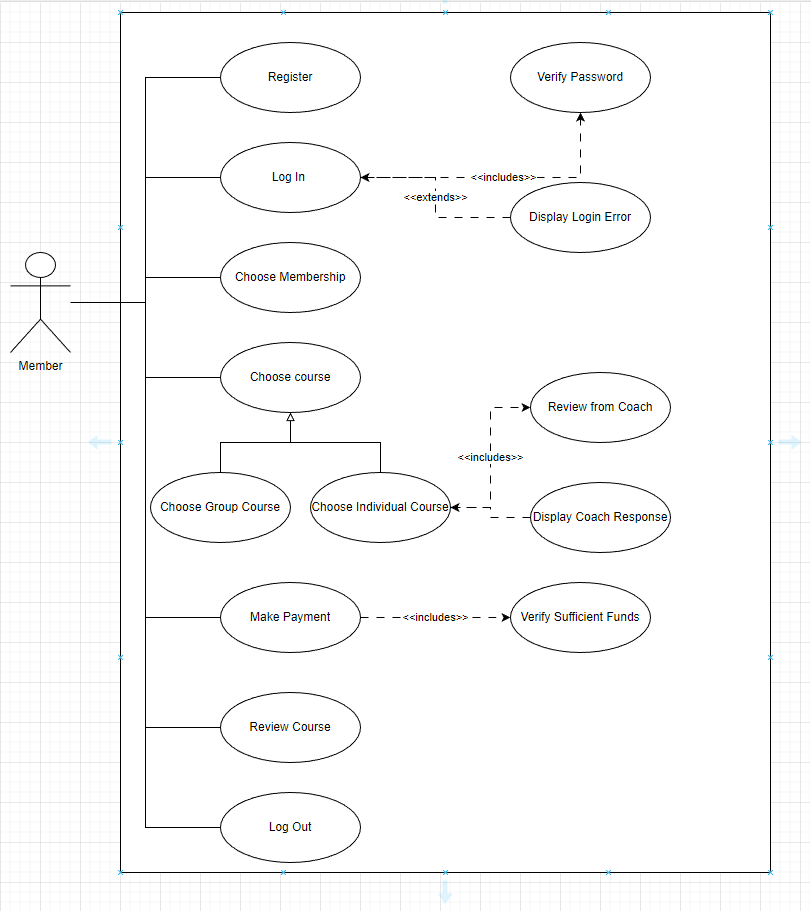 Register
Verify Password
Log In
<<includes>>
<<extends>>
Display Login Error
Choose Membership
Member
Choose course
Review from Coach
<<includes>>
Choose Group Course
Choose Individual Course
Display Coach Response
Make Payment
<<includes>>
Verify Sufficient Funds
Review Course
Log Out